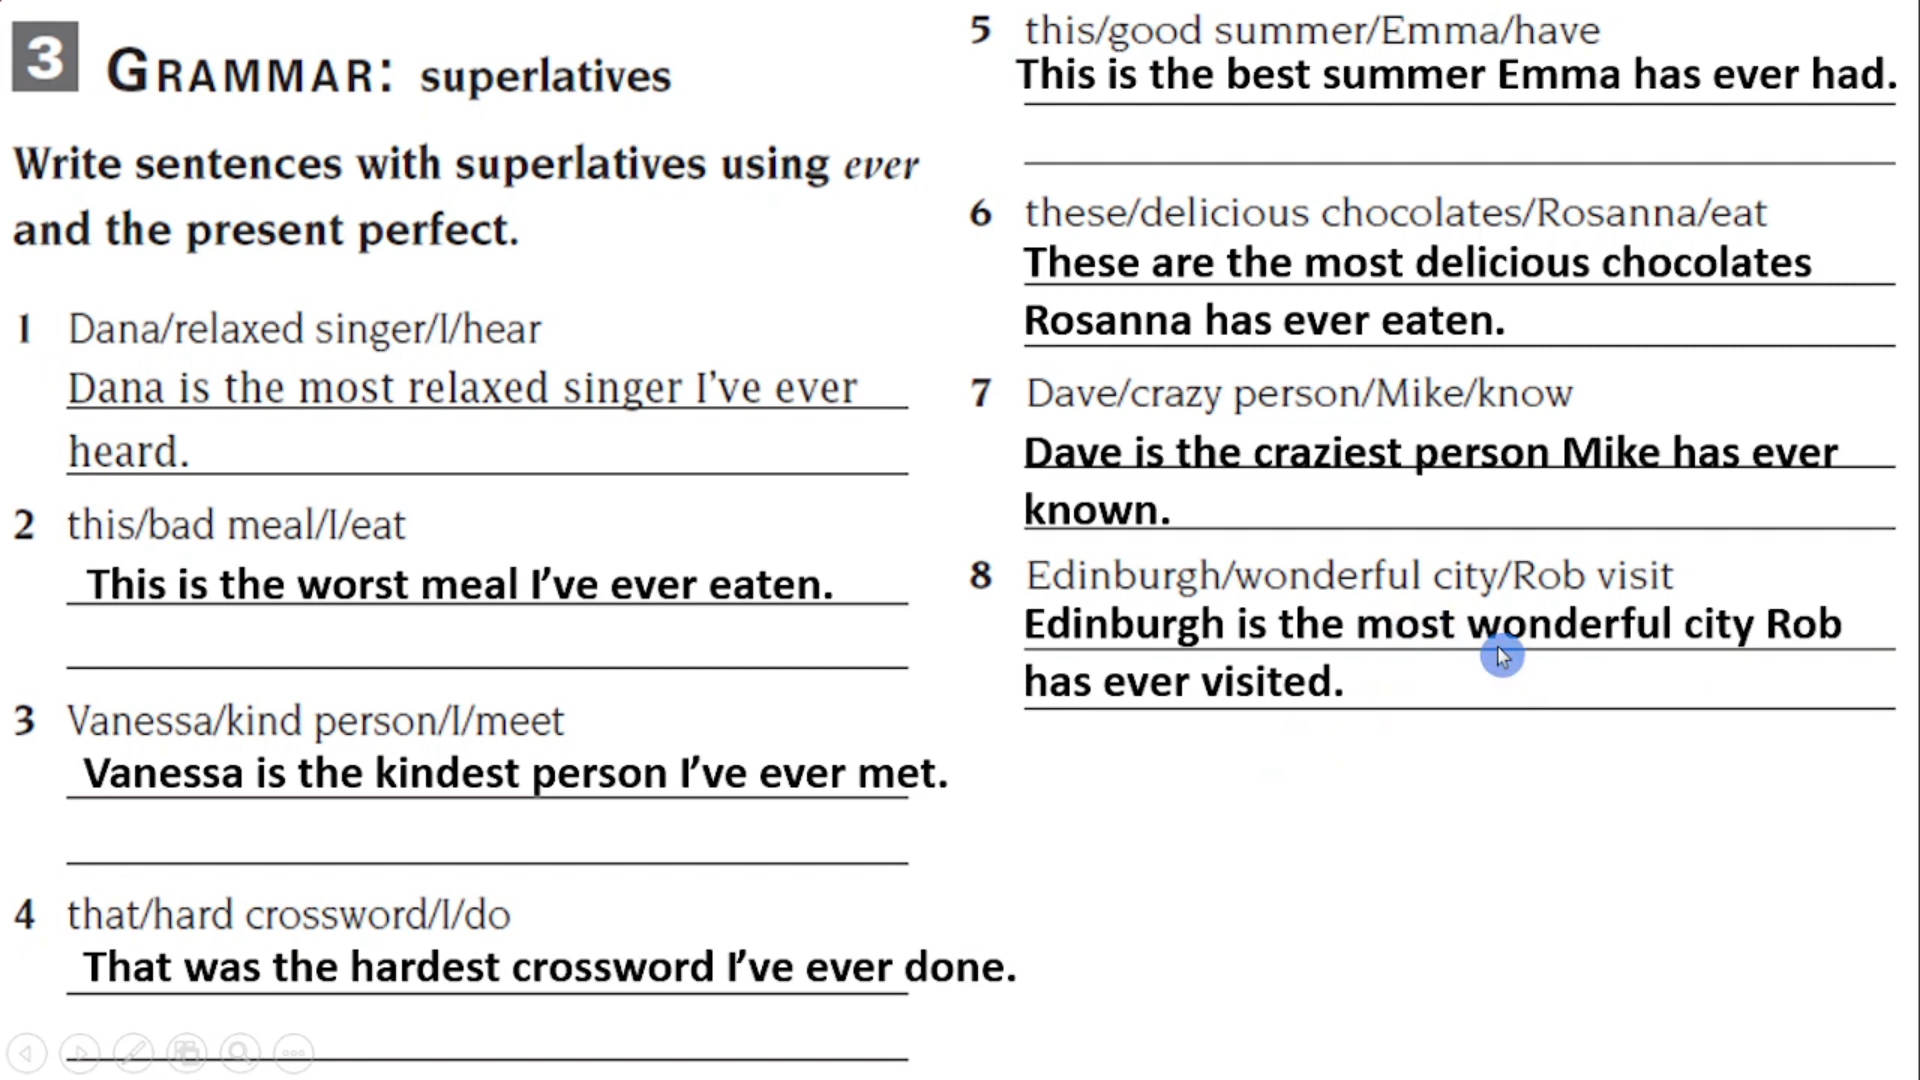 3 GRAMMAR: superlatives
Write sentences with superlatives using ever
and the present perfect.
1 Dana/relaxed singer/I/hear
Dana is the most relaxed singer I've ever
heard.
2 this/bad meal/I/eat
This is the worst meal I've ever eaten.
3 Vanessa/kind person/I/meet
Vanessa is the kindest person I've ever met.
4 that/hard crossword/I/do
That was the hardest crossword I've ever done.
5 this/good summer/Emma/have
This is the best summer Emma has ever had.
6 these/delicious chocolates/Rosanna/eat
These are the most delicious chocolates
Rosanna has ever eaten.
7 Dave/crazy person/Mike/know
Dave is the craziest person Mike has ever
known.
8 Edinburgh/wonderful city/Rob visit
Edinburgh is the most wonderful city Rob
has ever visited.